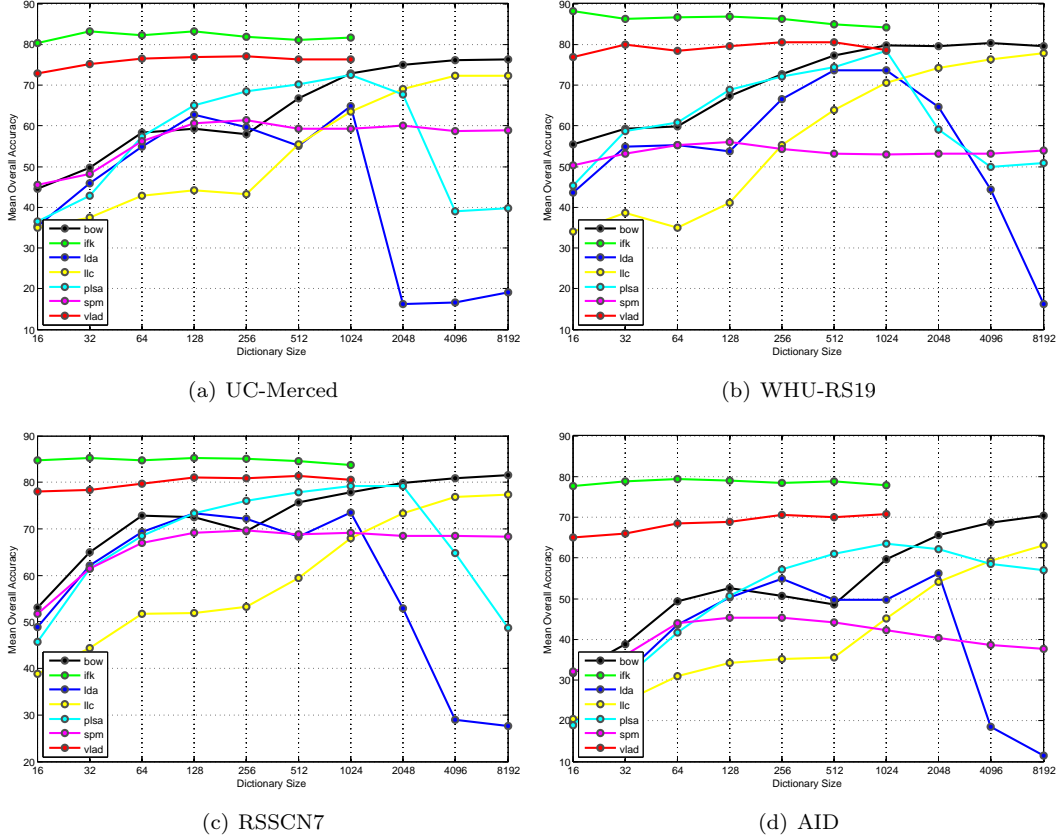 90
80
70
60
50
40
30
20
10
Mean Overall Accuracy
bow
ifk
lda
llc
plsa
spm
vlad
16 32 64 128 256 512 1024 2048 4096 8192
Dictionary Size
(a) UC-Merced
90
80
70
60
50
40
30
20
10
Mean Overall Accuracy
bow
ifk
lda
llc
plsa
spm
vlad
16 32 64 128 256 512 1024 2048 4096 8192
Dictionary Size
(b) WHU-RS19
90
80
70
60
50
40
30
20
Mean Overall Accuracy
bow
ifk
lda
llc
plsa
spm
vlad
16 32 64 128 256 512 1024 2048 4096 8192
Dictionary Size
(c) RSSCN7
90
80
70
60
50
40
30
20
10
Mean Overall Accuracy
bow
ifk
lda
llc
plsa
spm
vlad
16 32 64 128 256 512 1024 2048 4096 8192
Dictionary Size
(d) AID